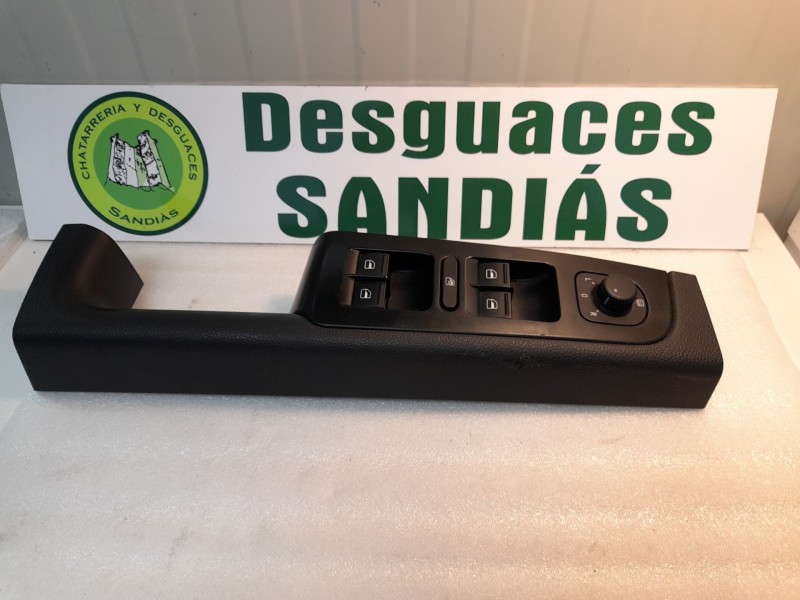 CHATARRERIA Y DESGUACES
SANDIÁS
Desguaces
SANDIÁS
L
O
R